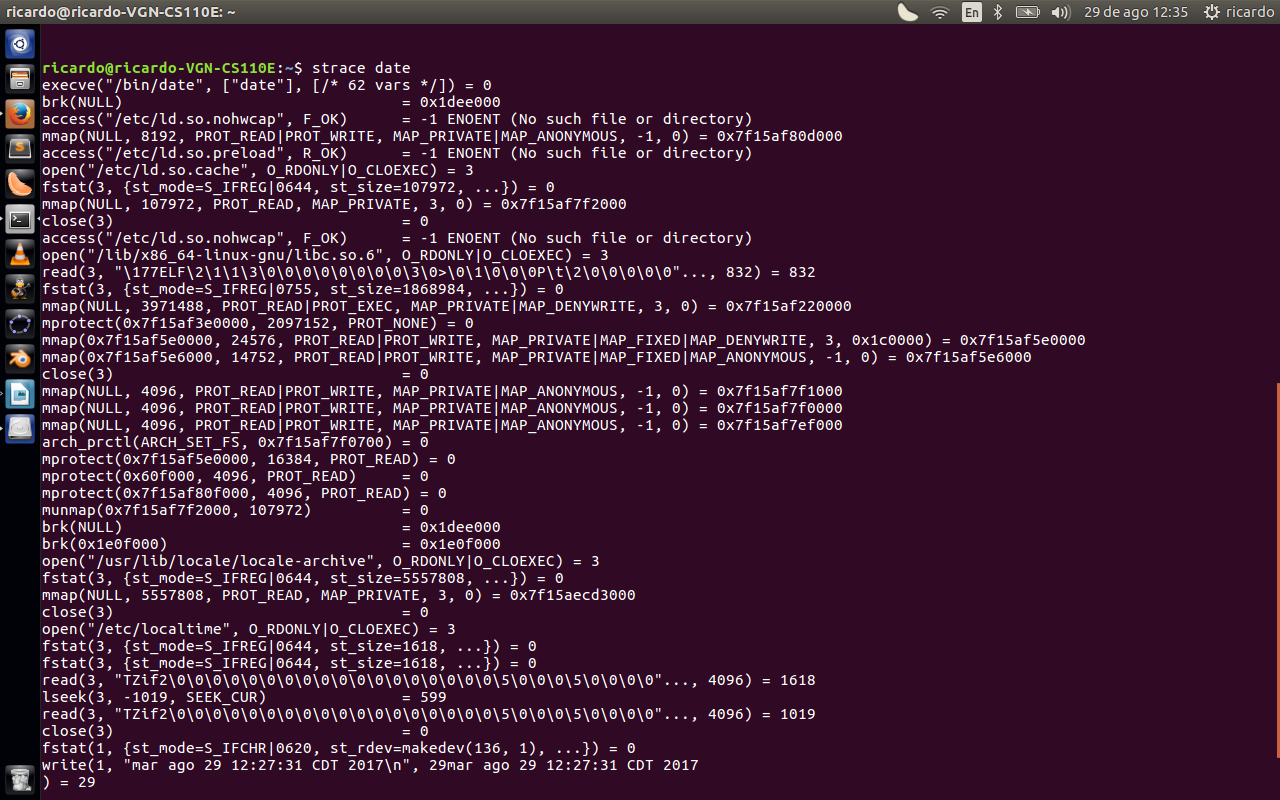 ricardo@ricardo-VGN-CS110E: ~
En
29 de ago 12:35
ricardo
ricardo@ricardo-VGN-CS110E:~$ strace date
execve("/bin/date", ["date"], [/* 62 vars */]) = 0
brk(NULL)                               = 0x1dee000
access("/etc/ld.so.nohwcap", F_OK)      = -1 ENOENT (No such file or directory)
mmap(NULL, 8192, PROT_READ|PROT_WRITE, MAP_PRIVATE|MAP_ANONYMOUS, -1, 0) = 0x7f15af80d000
access("/etc/ld.so.preload", R_OK)      = -1 ENOENT (No such file or directory)
open("/etc/ld.so.cache", O_RDONLY|O_CLOEXEC) = 3
fstat(3, {st_mode=S_IFREG|0644, st_size=107972, ...}) = 0
mmap(NULL, 107972, PROT_READ, MAP_PRIVATE, 3, 0) = 0x7f15af7f2000
close(3)                                = 0
access("/etc/ld.so.nohwcap", F_OK)      = -1 ENOENT (No such file or directory)
open("/lib/x86_64-linux-gnu/libc.so.6", O_RDONLY|O_CLOEXEC) = 3
read(3, "\177ELF\2\1\1\3\0\0\0\0\0\0\0\0\3\0>\0\1\0\0\0P\t\2\0\0\0\0\0"..., 832) = 832
fstat(3, {st_mode=S_IFREG|0755, st_size=1868984, ...}) = 0
mmap(NULL, 3971488, PROT_READ|PROT_EXEC, MAP_PRIVATE|MAP_DENYWRITE, 3, 0) = 0x7f15af220000
mprotect(0x7f15af3e0000, 2097152, PROT_NONE) = 0
mmap(0x7f15af5e0000, 24576, PROT_READ|PROT_WRITE, MAP_PRIVATE|MAP_FIXED|MAP_DENYWRITE, 3, 0x1c0000) = 0x7f15af5e0000
mmap(0x7f15af5e6000, 14752, PROT_READ|PROT_WRITE, MAP_PRIVATE|MAP_FIXED|MAP_ANONYMOUS, -1, 0) = 0x7f15af5e6000
close(3)                                = 0
mmap(NULL, 4096, PROT_READ|PROT_WRITE, MAP_PRIVATE|MAP_ANONYMOUS, -1, 0) = 0x7f15af7f1000
mmap(NULL, 4096, PROT_READ|PROT_WRITE, MAP_PRIVATE|MAP_ANONYMOUS, -1, 0) = 0x7f15af7f0000
mmap(NULL, 4096, PROT_READ|PROT_WRITE, MAP_PRIVATE|MAP_ANONYMOUS, -1, 0) = 0x7f15af7ef000
arch_prctl(ARCH_SET_FS, 0x7f15af7f0700) = 0
mprotect(0x7f15af5e0000, 16384, PROT_READ) = 0
mprotect(0x60f000, 4096, PROT_READ)     = 0
mprotect(0x7f15af80f000, 4096, PROT_READ) = 0
munmap(0x7f15af7f2000, 107972)          = 0
brk(NULL)                               = 0x1dee000
brk(0x1e0f000)                          = 0x1e0f000
open("/usr/lib/locale/locale-archive", O_RDONLY|O_CLOEXEC) = 3
fstat(3, {st_mode=S_IFREG|0644, st_size=5557808, ...}) = 0
mmap(NULL, 5557808, PROT_READ, MAP_PRIVATE, 3, 0) = 0x7f15aecd3000
close(3)                                = 0
open("/etc/localtime", O_RDONLY|O_CLOEXEC) = 3
fstat(3, {st_mode=S_IFREG|0644, st_size=1618, ...}) = 0
fstat(3, {st_mode=S_IFREG|0644, st_size=1618, ...}) = 0
read(3, "TZif2\0\0\0\0\0\0\0\0\0\0\0\0\0\0\0\0\0\0\5\0\0\0\5\0\0\0\0"..., 4096) = 1618
lseek(3, -1019, SEEK_CUR)               = 599
read(3, "TZif2\0\0\0\0\0\0\0\0\0\0\0\0\0\0\0\0\0\0\5\0\0\0\5\0\0\0\0"..., 4096) = 1019
close(3)                                = 0
fstat(1, {st_mode=S_IFCHR|0620, st_rdev=makedev(136, 1), ...}) = 0
write(1, "mar ago 29 12:27:31 CDT 2017\n", 29mar ago 29 12:27:31 CDT 2017
) = 29